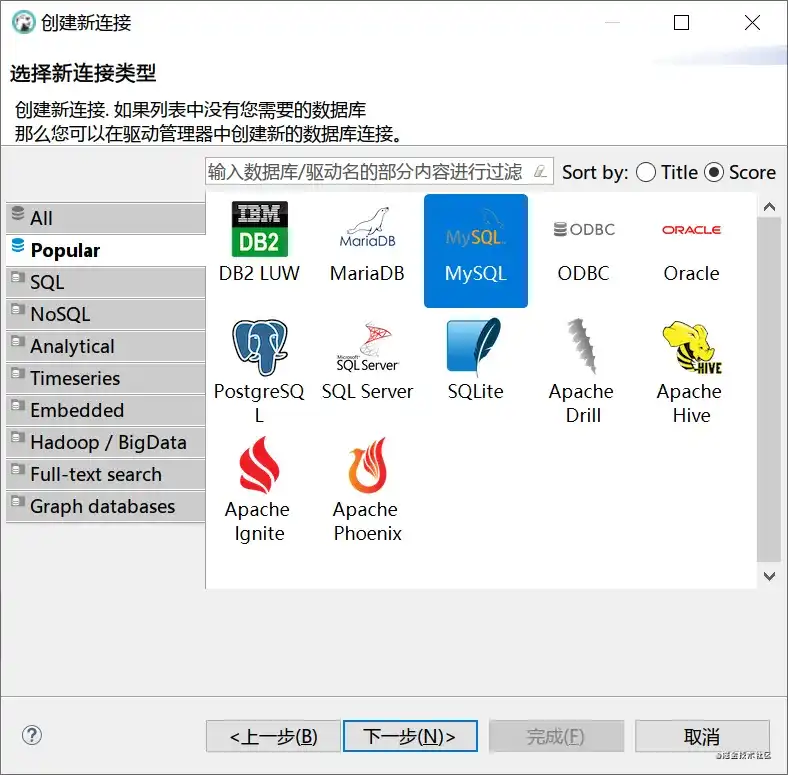 创建新连接
选择新连接类型
创建新连接. 如果列表中没有您需要的数据库
那么您可以在驱动管理器中创建新的数据库连接。
输入数据库/驱动名的部分内容进行过滤 Sort by: Title Score
All
Popular
SQL
NoSQL
Analytical
Timeseries
Embedded
Hadoop / BigData
Full-text search
Graph databases
IBM
DB2
MariaDB
MySQL
ODBC
ORACLE
DB2 LUW MariaDB MySQL ODBC Oracle
Microsoft
SQL Server
HIVE
PostgreSQ
L
SQL Server
SQLite
Apache
Drill
Apache
Hive
Apache
Ignite
Apache
Phoenix
<上一步(B) 下一步(N)> 完成(F) 取消
@掘金技术社区